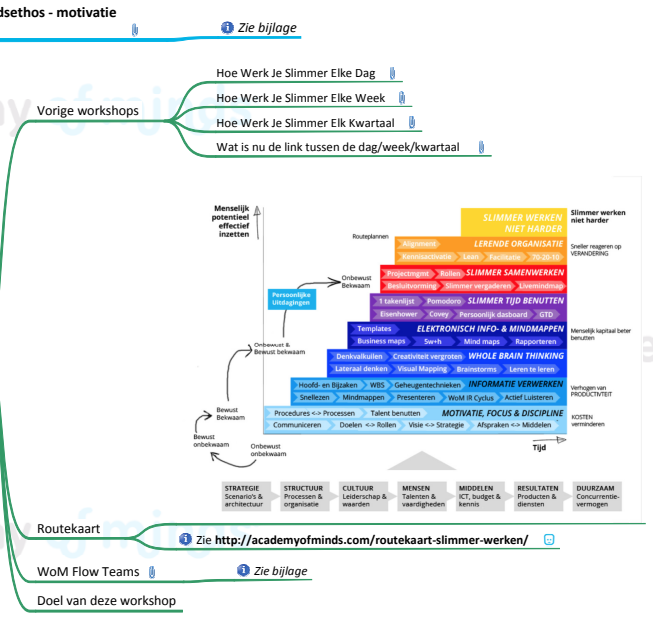 dsethos - motivatie
Zie bijlage
Vorige workshops
Hoe Werk Je Slimmer Elke Dag
Hoe Werk Je Slimmer Elke Week
Hoe Werk Je Slimmer Elk Kwartaal
Wat is nu de link tussen de dag/week/kwartaal
Menselijk
potentieel
effectief
inzetten
SLIMMER WERKEN
NIET HARDER
Slimmer werken
niet harder
Routeplannen
Alignment
LERENDE ORGANISATIE
Kennisactivatie
Lean
Facilitatie
70-20-10
Sneller reageren op
VERANDERING
Onbewust
Bekwaam
Projectmgmt
Rollen
SLIMMER SAMENWERKEN
Besluitvorming
Slimmer vergaderen
Livemindmap
Persoonlijke
Uitdagingen
1 takenlijst
Pomodoro
SLIMMER TIJD BENUTTEN
Eisenhower
Covey
Persoonlijk dasboard
GTD
Templates
ELEKTRONISCH INFO- & MINDMAPPEN
Business maps
5w+h
Mind maps
Rapporteren
Menselijk kapitaal beter
benutten
Onbewust &
Bewust bekwaam
Denkvalkuilen
Creativiteit vergroten
WHOLE BRAIN THINKING
Lateraal denken
Visual Mapping
Brainstorms
Leren te leren
Hoofd- en Bijzaken
WBS
Geheugentechnieken
INFORMATIE VERWERKEN
Snellezen
Mindmappen
Presenteren
WoM IR Cyclus
Actief Luisteren
Verhogen van
PRODUCTIVITEIT
Bewust
Bekwaam
Procedures <-> Processen
Talent benutten
MOTIVATIE, FOCUS & DISCIPLINE
Communiceren
Doelen <-> Rollen
Visie <-> Strategie
Afspraken <-> Middelen
KOSTEN
verminderen
Bewust
onbekwaam
Onbewust
onbekwaam
Tijd
STRATEGIE
Scenario's &
architectuur
STRUCTUUR
Processen &
organisatie
CULTUUR
Leiderschap &
waarden
MENSEN
Talenten &
vaardigheden
MIDDELEN
ICT, budget &
kennis
RESULTATEN
Producten &
diensten
DUURZAAM
Concurrentie-
vermogen
Routekaart
Zie http://academyofminds.com/routekaart-slimmer-werken/
WoM Flow Teams
Zie bijlage
Doel van deze workshop